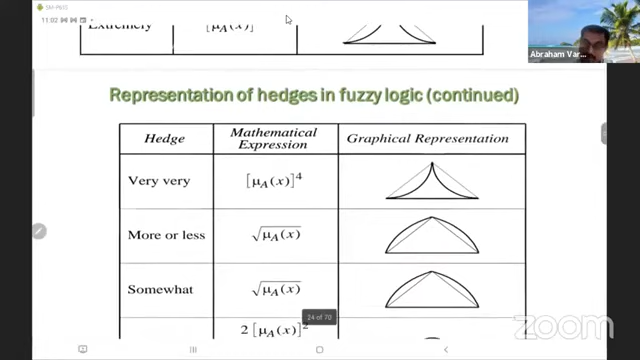 SM-P615
11:02
Extremely [μA(x)]
Abraham Var...
Representation of hedges in fuzzy logic (continued)
Hedge Mathematical Expression Graphical Representation
Very very [μA(x)]⁴
More or less √μA(x)
Somewhat √μA(x)
24 of 70
2 [μA(x)]²
zoom